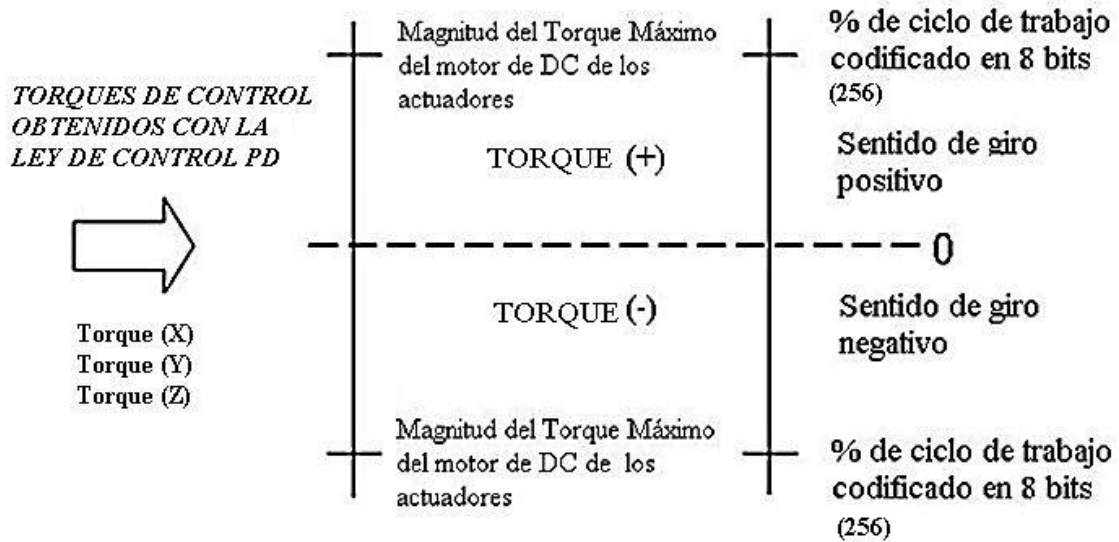 TORQUES DE CONTROL
OBTENIDOS CON LA
LEY DE CONTROL PD
Torque (X)
Torque (Y)
Torque (Z)
Magnitud del Torque Máximo
del motor de DC de los
actuadores
TORQUE (+)
TORQUE (-)
Magnitud del Torque Máximo
del motor de DC de los
actuadores
% de ciclo de trabajo
codificado en 8 bits
(256)
Sentido de giro
positivo
0
Sentido de giro
negativo
% de ciclo de trabajo
codificado en 8 bits
(256)